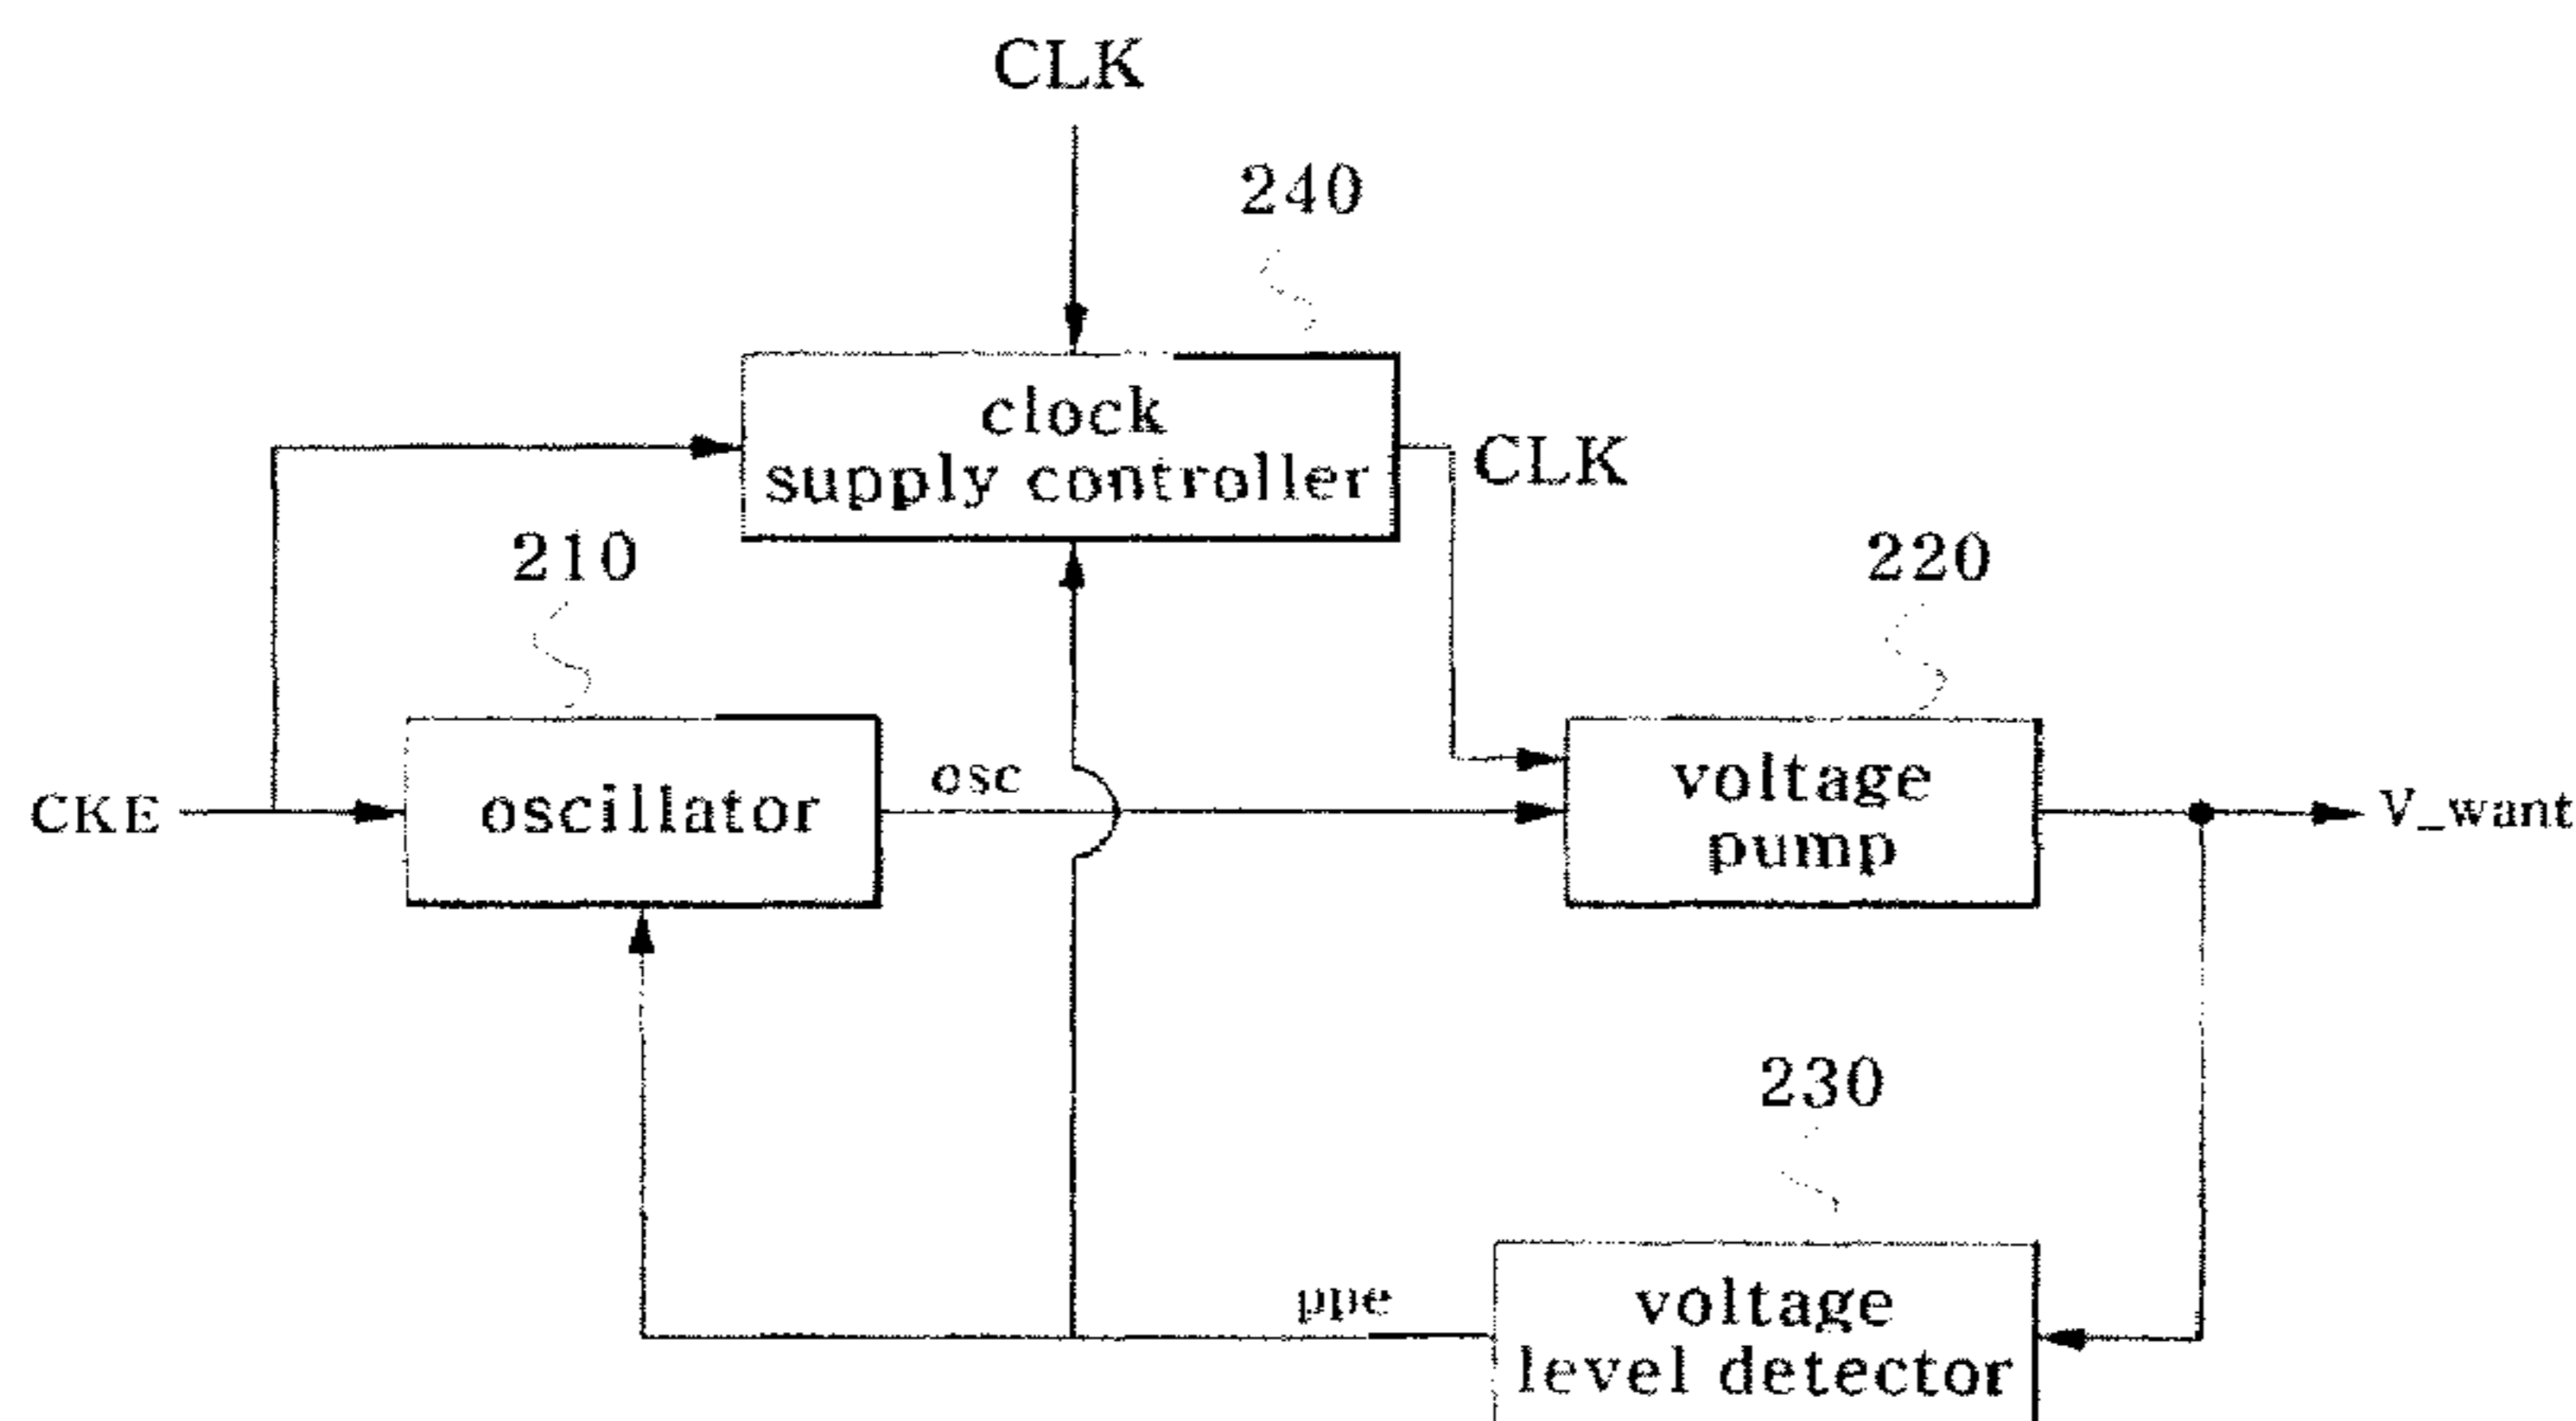 CLK
240
clock
supply controller
CLK
210
220
CKE
oscillator
osc
voltage
pump
V_want
230
ppe
voltage
level detector